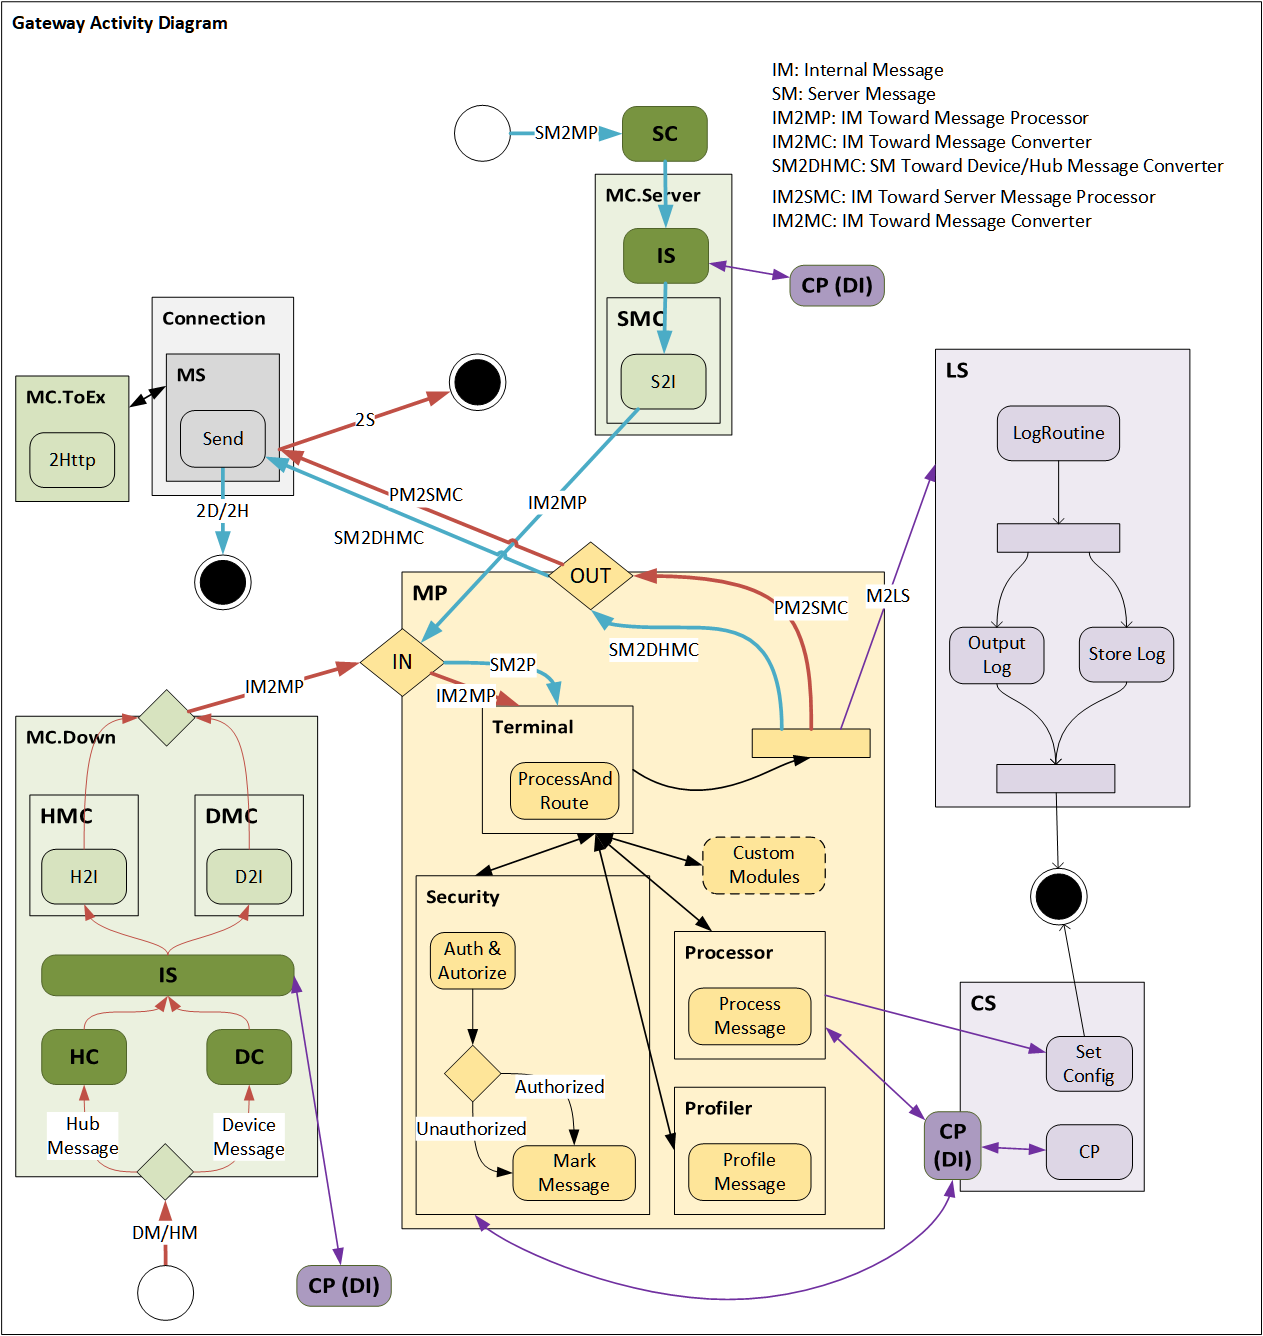 Gateway Activity Diagram
IM: Internal Message
SM: Server Message
IM2MP: IM Toward Message Processor
IM2MC: IM Toward Message Converter
SM2DHMC: SM Toward Device/Hub Message Converter
IM2SMC: IM Toward Server Message Processor
IM2MC: IM Toward Message Converter
SM2MP
SC
MC.Server
IS
CP (DI)
SMC
S2I
Connection
MS
Send
MC.ToEx
2Http
2S
2D/2H
PM2SMC
SM2DHMC
IM2MP
LS
LogRoutine
Output
Log
Store Log
M2LS
MP
OUT
IN
PM2SMC
SM2DHMC
SM2P
IM2MP
IM2MP
Terminal
ProcessAnd
Route
Custom
Modules
Security
Auth &
Autorize
Authorized
Unauthorized
Mark
Message
Processor
Process
Message
Profiler
Profile
Message
MC.Down
HMC
H2I
DMC
D2I
IS
HC
DC
Hub
Message
Device
Message
DM/HM
CP (DI)
CS
Set
Config
CP
(DI)
CP